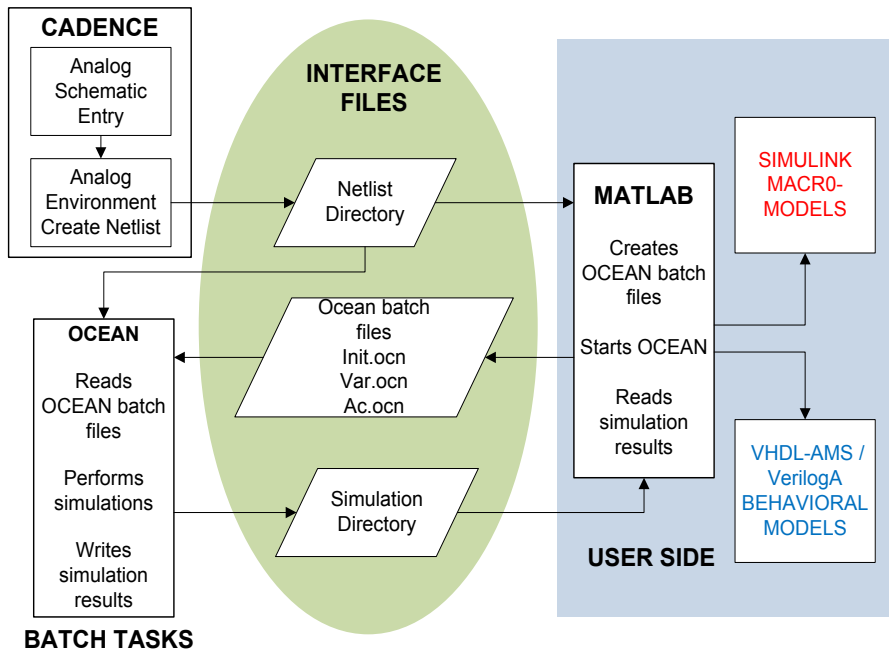 CADENCE
Analog
Schematic
Entry
Analog
Environment
Create Netlist
INTERFACE
FILES
Netlist
Directory
Ocean batch
files
Init.ocn
Var.ocn
Ac.ocn
Simulation
Directory
OCEAN
Reads
OCEAN batch
files
Performs
simulations
Writes
simulation
results
BATCH TASKS
MATLAB
Creates
OCEAN batch
files
Starts OCEAN
Reads
simulation
results
USER SIDE
SIMULINK
MACR0-
MODELS
VHDL-AMS /
VerilogA
BEHAVIORAL
MODELS